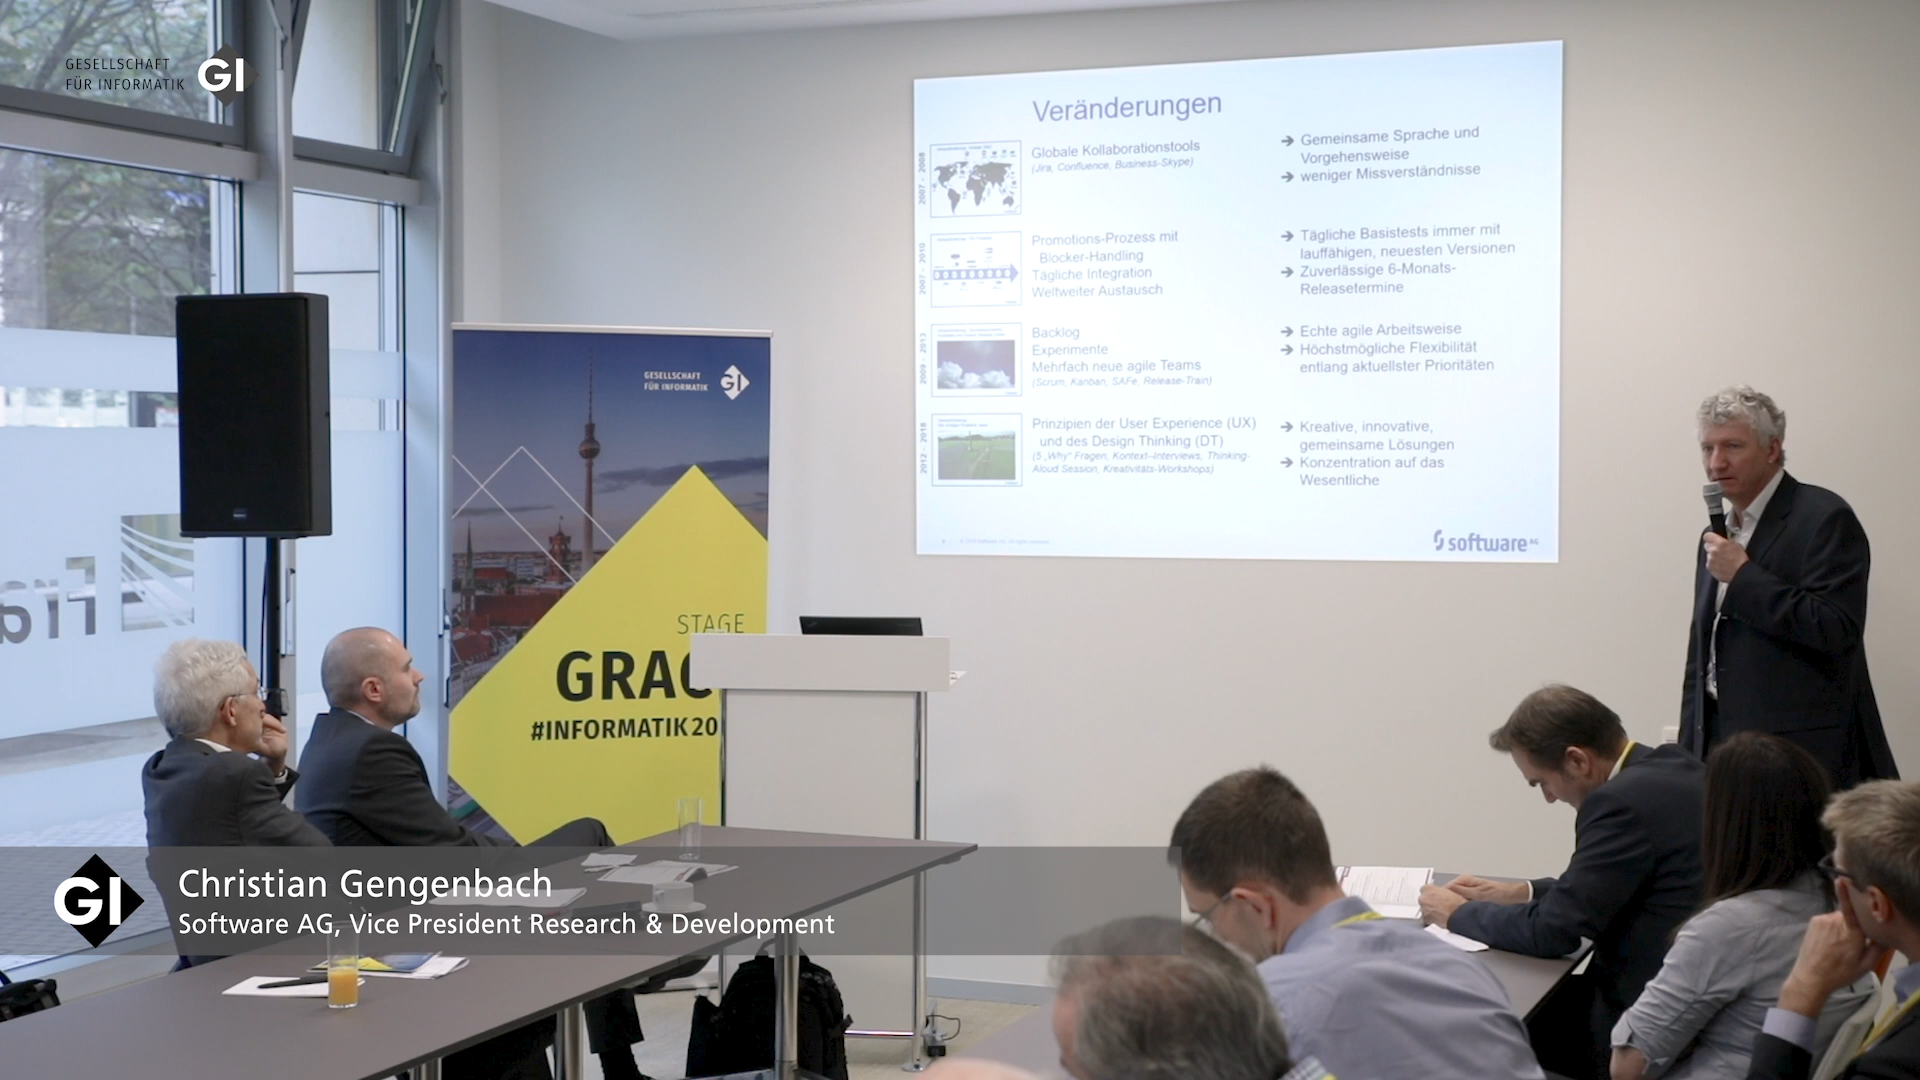 GESELLSCHAFT
FÜR INFORMATIK
GI
Veränderungen
2007 - 2008
Globale Kollaborationstools
(Jira, Confluence, Business-Skype)
➔ Gemeinsame Sprache und
Vorgehensweise
➔ weniger Missverständnisse
2007 - 2010
Promotions-Prozess mit
Blocker-Handling
Tägliche Integration
Weltweiter Austausch
➔ Tägliche Basistests immer mit
lauffähigen, neuesten Versionen
➔ Zuverlässige 6-Monats-
Releasetermine
2009 - 2013
Backlog
Experimente
Mehrfach neue agile Teams
(Scrum, Kanban, SAFe, Release-Train)
➔ Echte agile Arbeitsweise
➔ Höchstmögliche Flexibilität
entlang aktuellster Prioritäten
2012 - 2018
Prinzipien der User Experience (UX)
und des Design Thinking (DT)
(5 „Why“ Fragen, Kontext-Interviews, Thinking-
Aloud Session, Kreativitäts-Workshops)
➔ Kreative, innovative,
gemeinsame Lösungen
➔ Konzentration auf das
Wesentliche
software AG
GESELLSCHAFT
FÜR INFORMATIK
GI
STAGE
GRAC
#INFORMATIK20
Fra
GI
Christian Gengenbach
Software AG, Vice President Research & Development